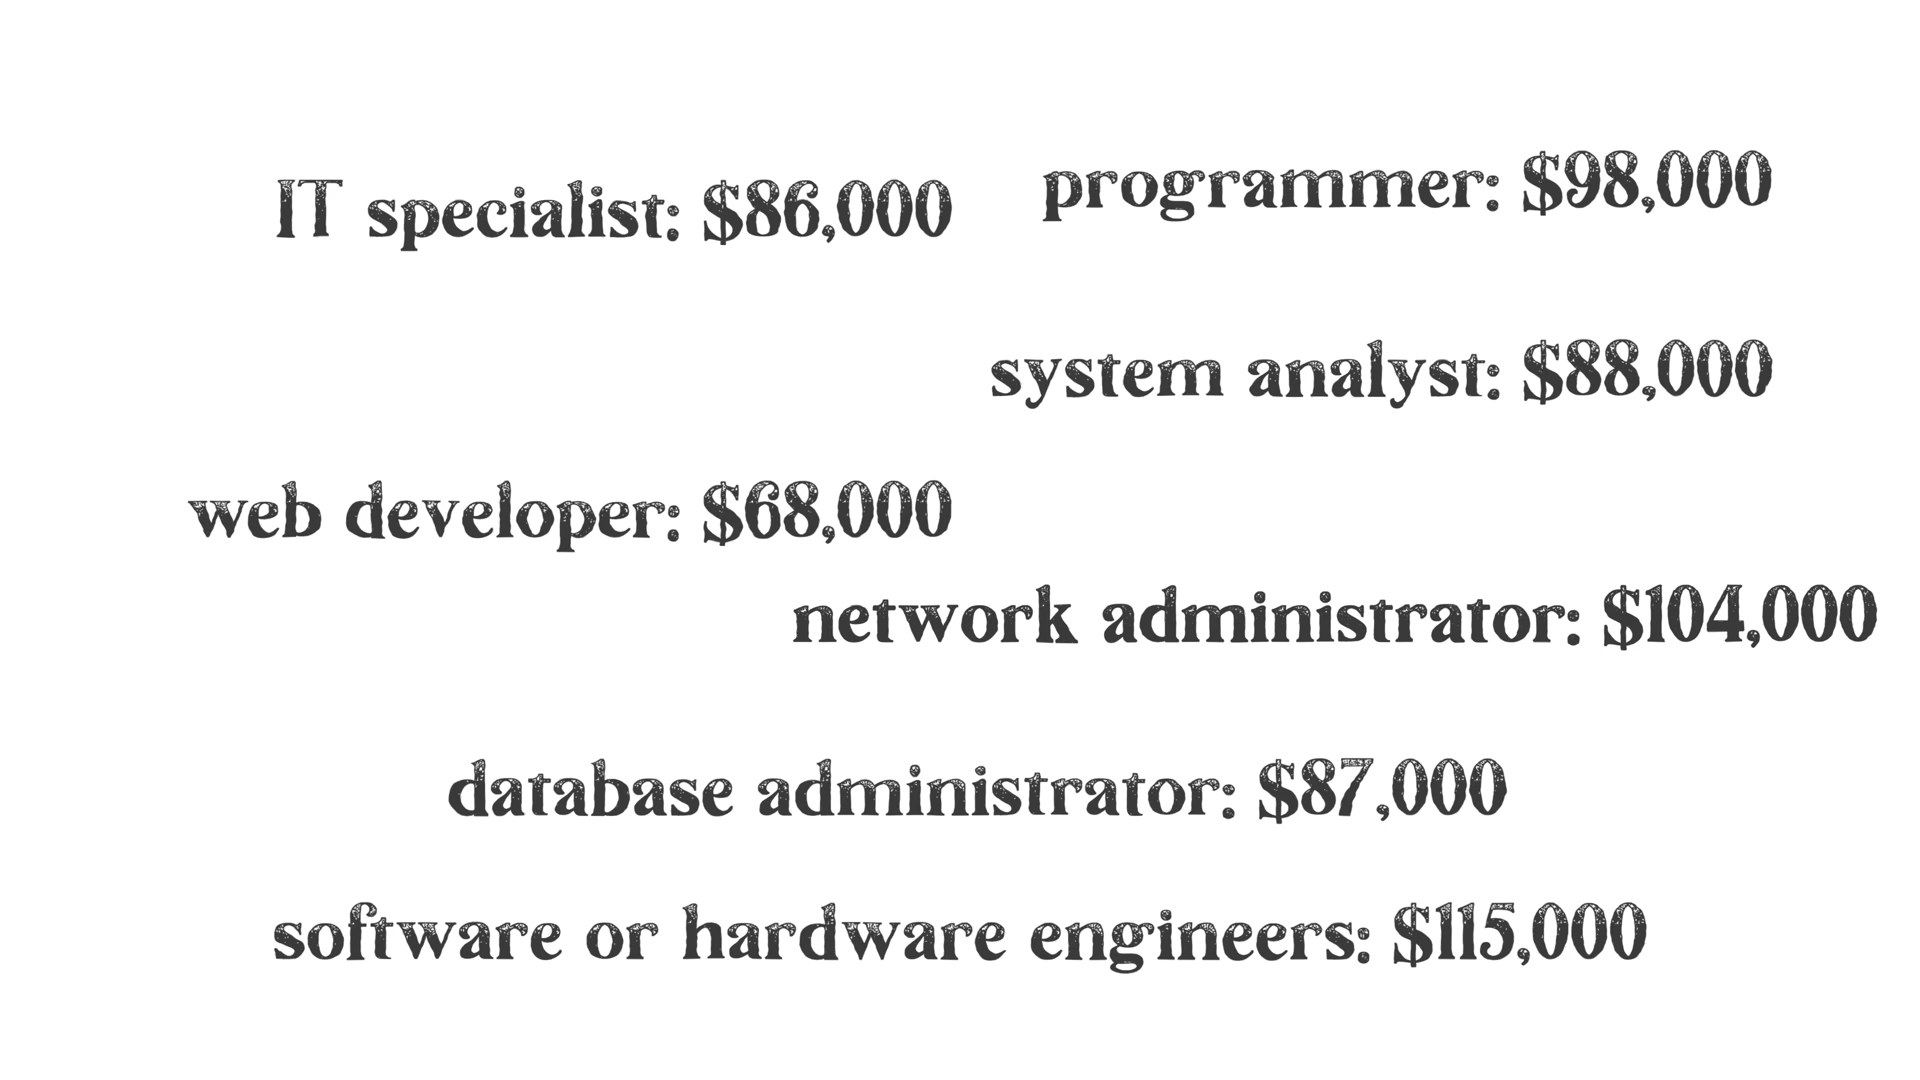 IT specialist: $86,000
programmer: $98,000
system analyst: $88,000
web developer: $68,000
network administrator: $104,000
database administrator: $87,000
software or hardware engineers: $115,000